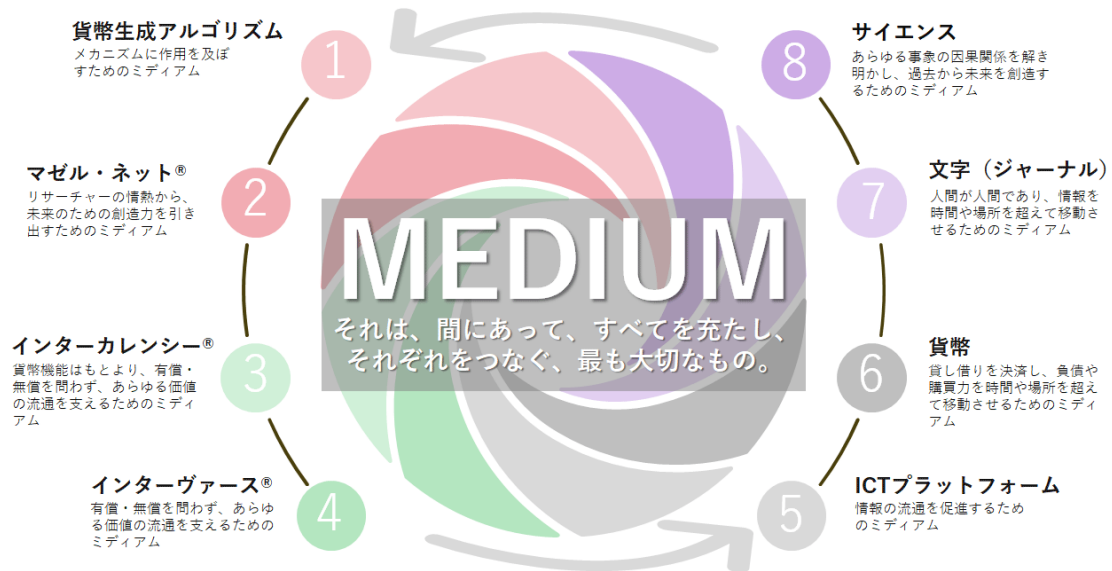 貨幣生成アルゴリズム
メカニズムに作用を及ぼ
すためのミディアム
1
マゼル・ネット®
リサーチャーの情熱から、
未来のための創造力を引き
出すためのミディアム
2
インターカレンシー®
貨幣機能はもとより、有償・
無償を問わず、あらゆる価値
の流通を支えるためのミディ
アム
3
インターヴァース®
有償・無償を問わず、あらゆ
る価値の流通を支えるための
ミディアム
4
MEDIUM
それは、間にあって、すべてを充たし、
それぞれをつなぐ、最も大切なもの。
8
サイエンス
あらゆる事象の因果関係を解き
明かし、過去から未来を創造す
るためのミディアム
7
文字（ジャーナル）
人間が人間であり、情報を
時間や場所を超えて移動さ
せるためのミディアム
6
貨幣
貸し借りを決済し、負債や
購買力を時間や場所を超え
て移動させるためのミディ
アム
5
ICTプラットフォーム
情報の流通を促進するため
のミディアム